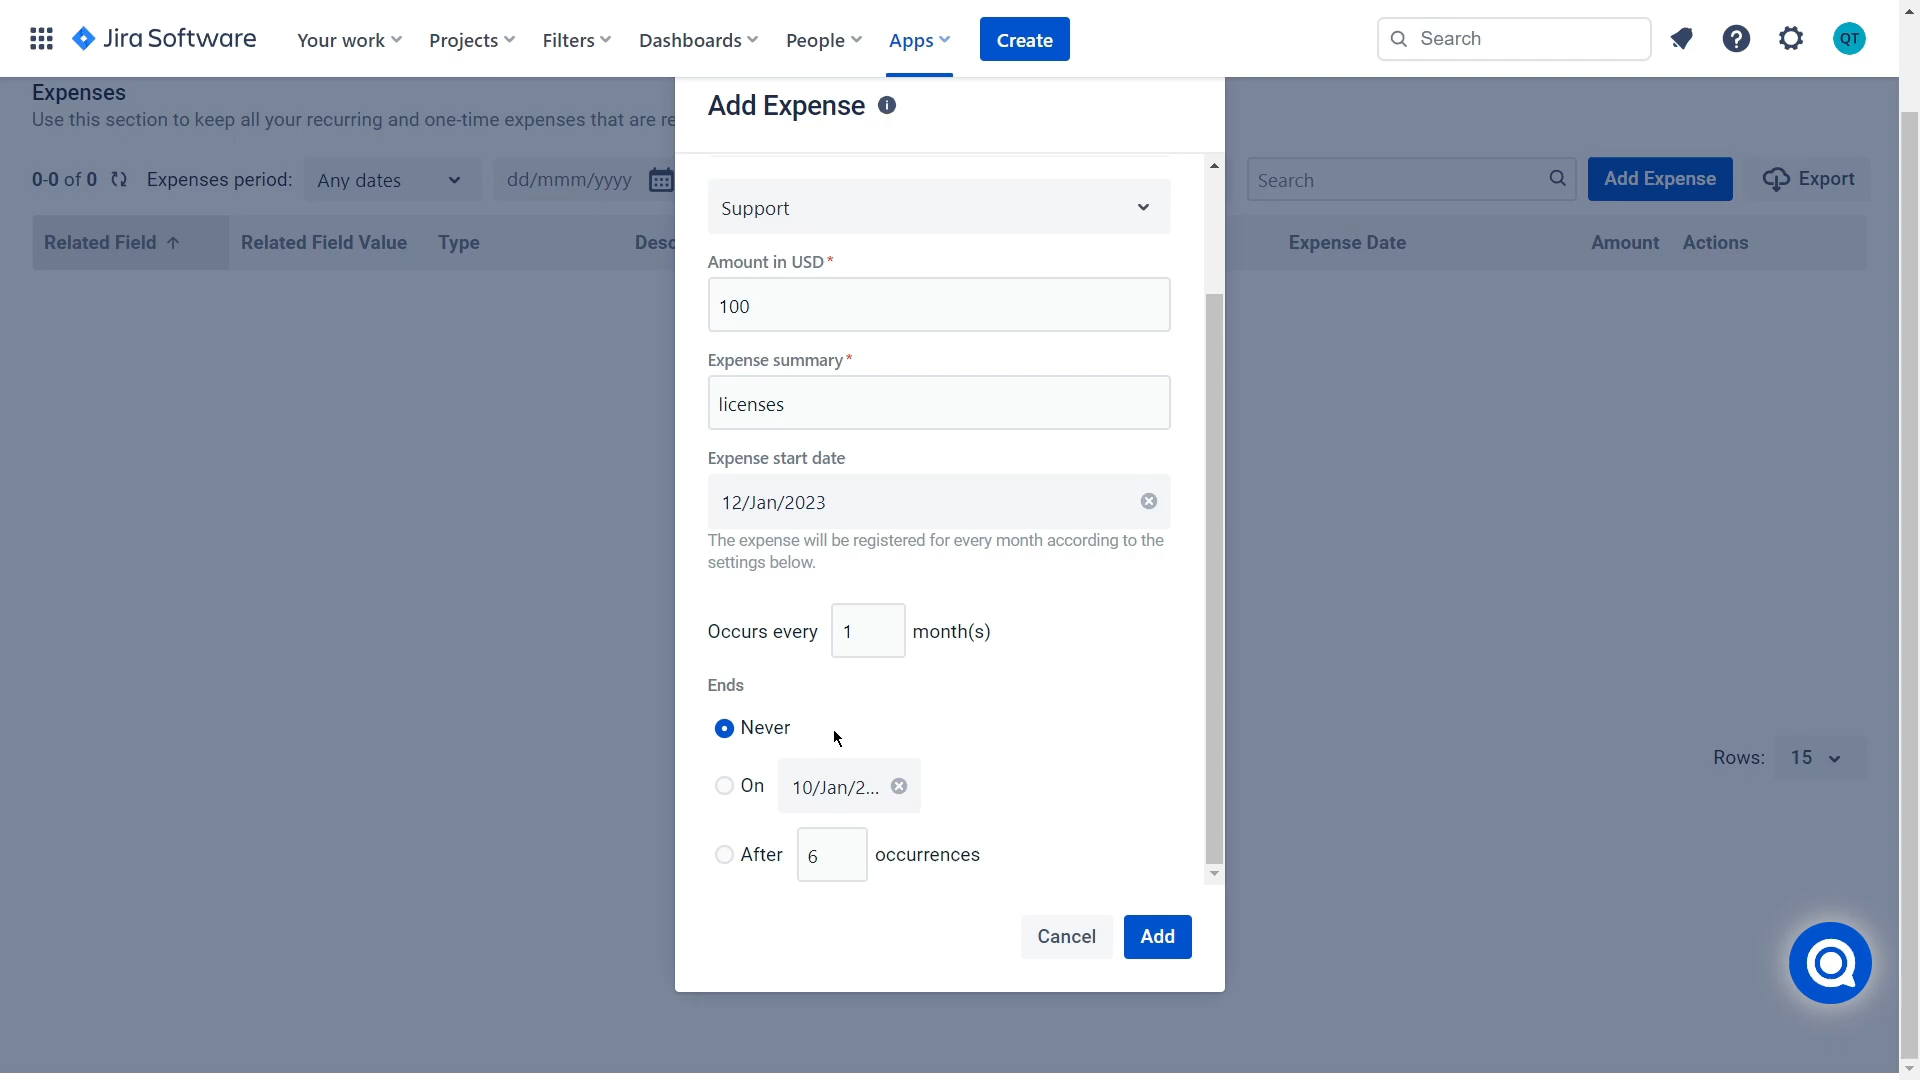 Jira Software Your work Projects Filters Dashboards People Apps Create Search QT
Expenses
Use this section to keep all your recurring and one-time expenses that are re
0-0 of 0 Expenses period: Any dates dd/mmm/yyyy Search Add Expense Export
Related Field Related Field Value Type Desc Expense Date Amount Actions
Add Expense
Support
Amount in USD*
100
Expense summary*
licenses
Expense start date
12/Jan/2023
The expense will be registered for every month according to the
settings below.
Occurs every 1 month(s)
Ends
Never
On 10/Jan/2...
After 6 occurrences
Cancel Add
Rows: 15